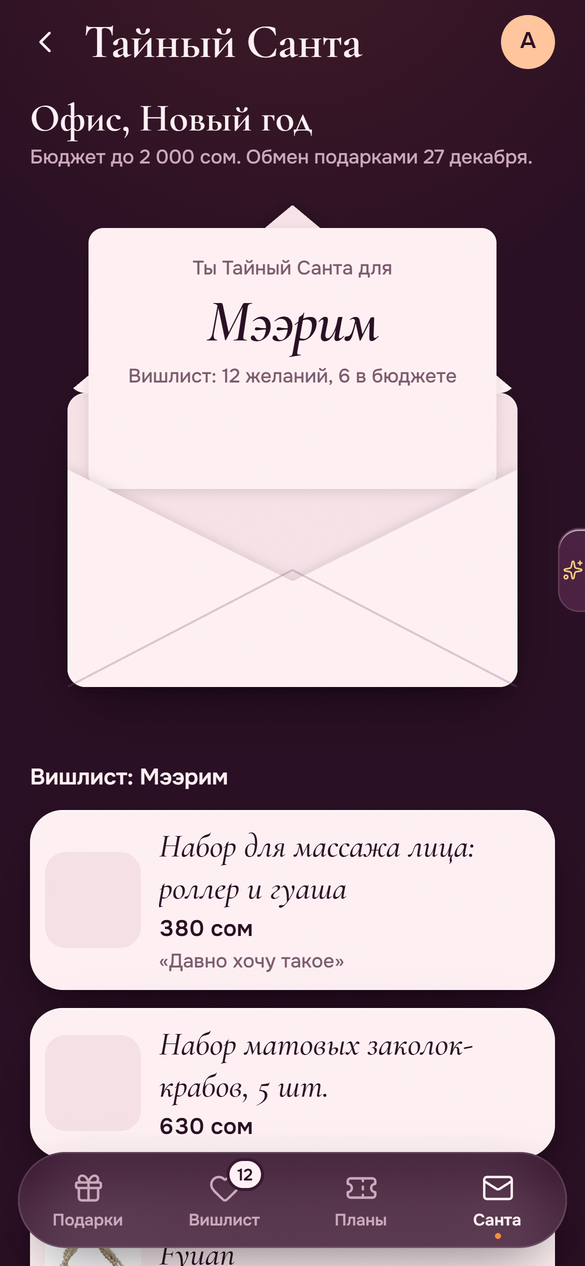 Тайный Санта
А
Офис, Новый год
Бюджет до 2 000 сом. Обмен подарками 27 декабря.
Ты Тайный Санта для
Мээрим
Вишлист: 12 желаний, 6 в бюджете
Вишлист: Мээрим
Набор для массажа лица:
роллер и гуаша
380 сом
«Давно хочу такое»
Набор матовых заколок-
крабов, 5 шт.
630 сом
12
Подарки
Вишлист
Планы
Санта